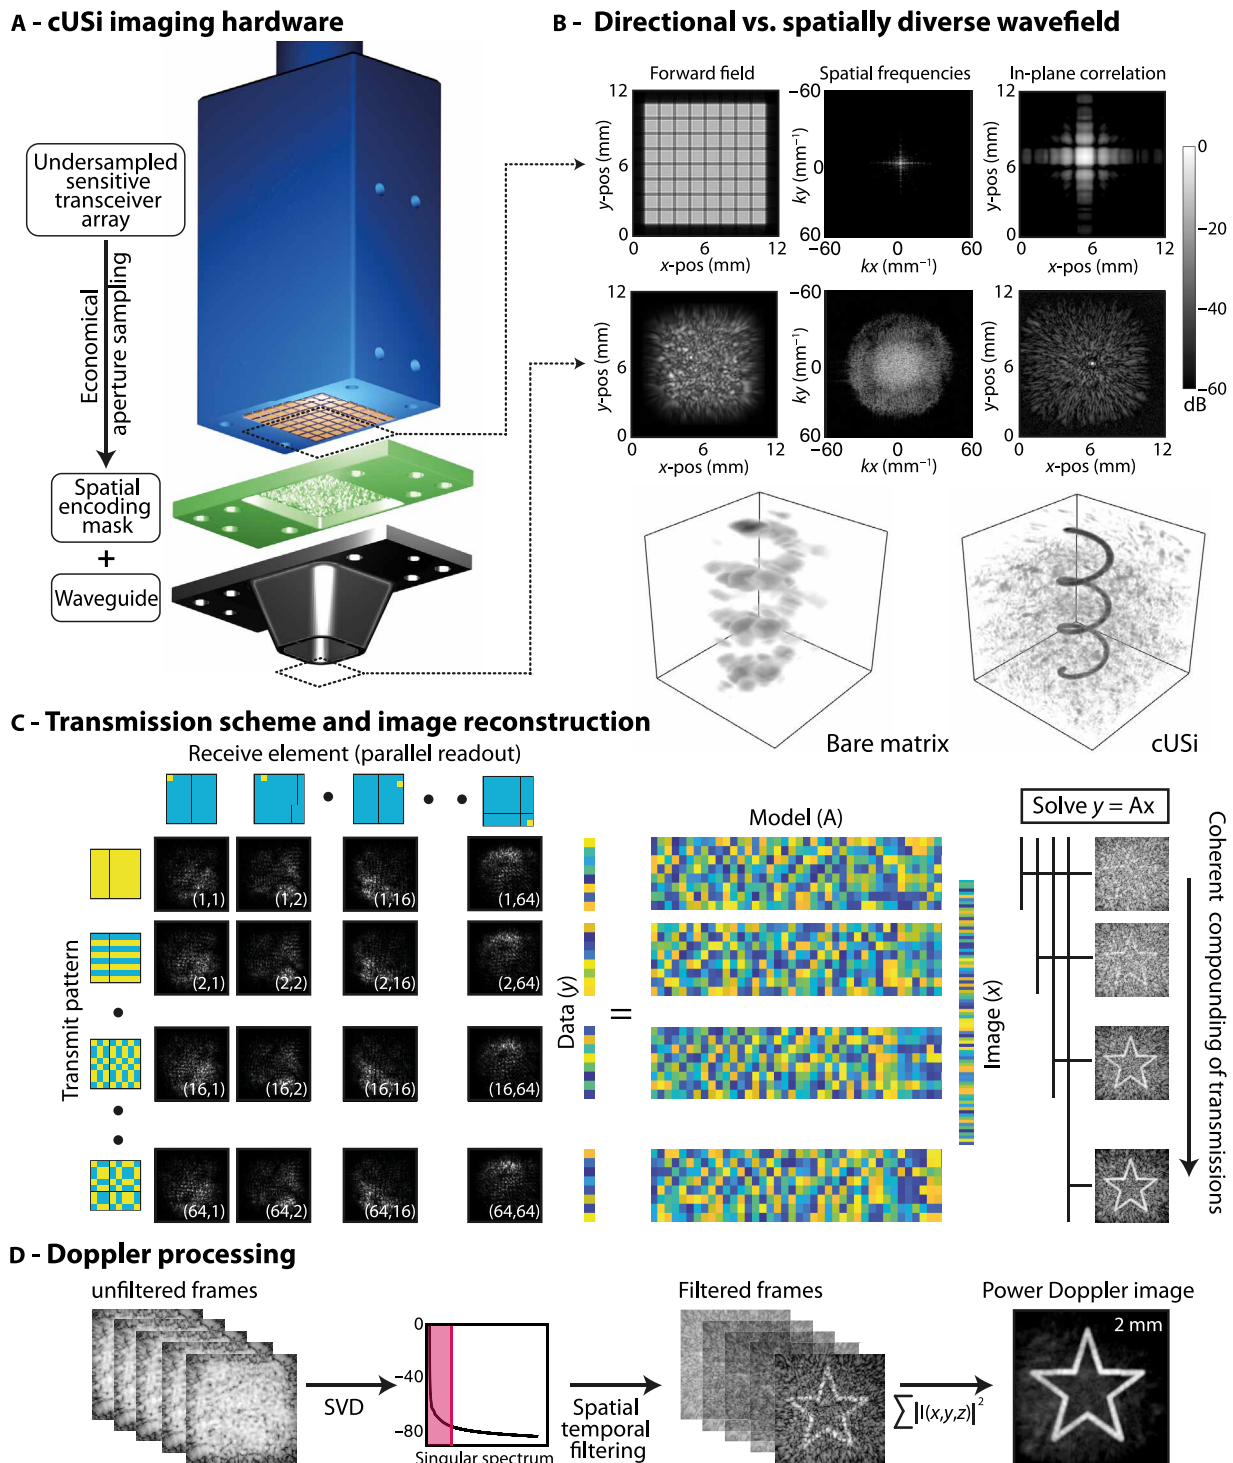 A - cUSi imaging hardware
Undersampled
sensitive
transceiver
array
Economical
aperture sampling
Spatial
encoding
mask
+
Waveguide
B - Directional vs. spatially diverse wavefield
Forward field
Spatial frequencies
In-plane correlation
12
6
0
y-pos (mm)
0
6
12
x-pos (mm)
−60
0
60
ky (mm⁻¹)
−60
0
60
kx (mm⁻¹)
12
6
0
y-pos (mm)
0
6
12
x-pos (mm)
0
−20
−40
−60
dB
12
6
0
y-pos (mm)
0
6
12
x-pos (mm)
−60
0
60
ky (mm⁻¹)
−60
0
60
kx (mm⁻¹)
12
6
0
y-pos (mm)
0
6
12
x-pos (mm)
Bare matrix
cUSi
C - Transmission scheme and image reconstruction
Receive element (parallel readout)
Transmit pattern
(1,1)
(1,2)
(1,16)
(1,64)
(2,1)
(2,2)
(2,16)
(2,64)
(16,1)
(16,2)
(16,16)
(16,64)
(64,1)
(64,2)
(64,16)
(64,64)
Data (y)
=
Model (A)
Image (x)
Solve y = Ax
Coherent compounding of transmissions
D - Doppler processing
unfiltered frames
SVD
0
−40
−80
Singular spectrum
Spatial
temporal
filtering
Filtered frames
∑|I(x,y,z)|²
Power Doppler image
2 mm